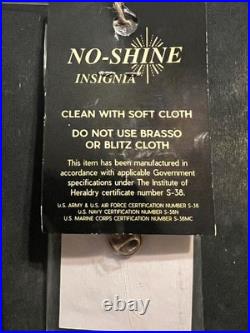 NO-SHINE
INSIGNIA
CLEAN WITH SOFT CLOTH
DO NOT USE BRASSO
OR BLITZ CLOTH
This item has been manufactured in
accordance with applicable Government
specifications under The Institute of
Heraldry certificate number S-38.
U.S. ARMY & U.S. AIR FORCE CERTIFICATION NUMBER S-38
U.S. NAVY CERTIFICATION NUMBER S-38N
U.S. MARINE CORPS CERTIFICATION NUMBER S-38MC